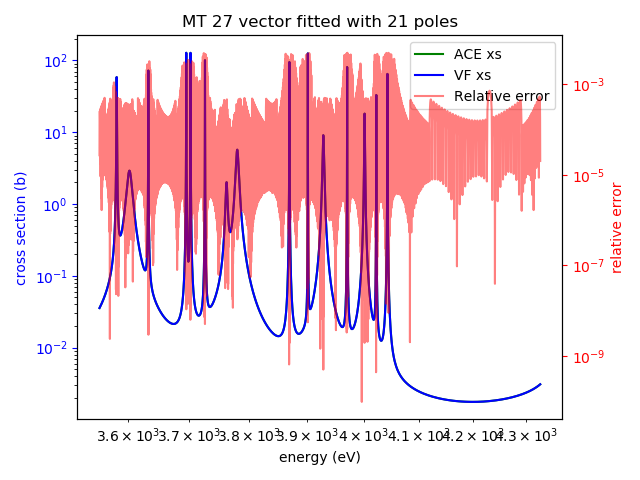 MT 27 vector fitted with 21 poles
ACE xs
VF xs
Relative error
cross section (b)
10²
10¹
10⁰
10⁻¹
10⁻²
10⁻³
10⁻⁵
10⁻⁷
10⁻⁹
relative error
3.6 × 10³ 3.7 × 10³ 3.8 × 10³ 3.9 × 10³ 4 × 10³ 4.1 × 10³ 4.2 × 10³ 4.3 × 10³
energy (eV)